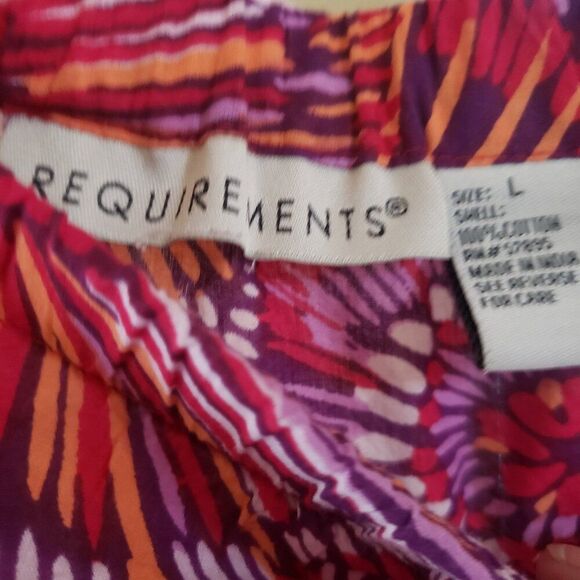 REQUIREMENTS®
SIZE: L
SHELL:
100% COTTON
RN# 57895
MADE IN INDIA
SEE REVERSE
FOR CARE